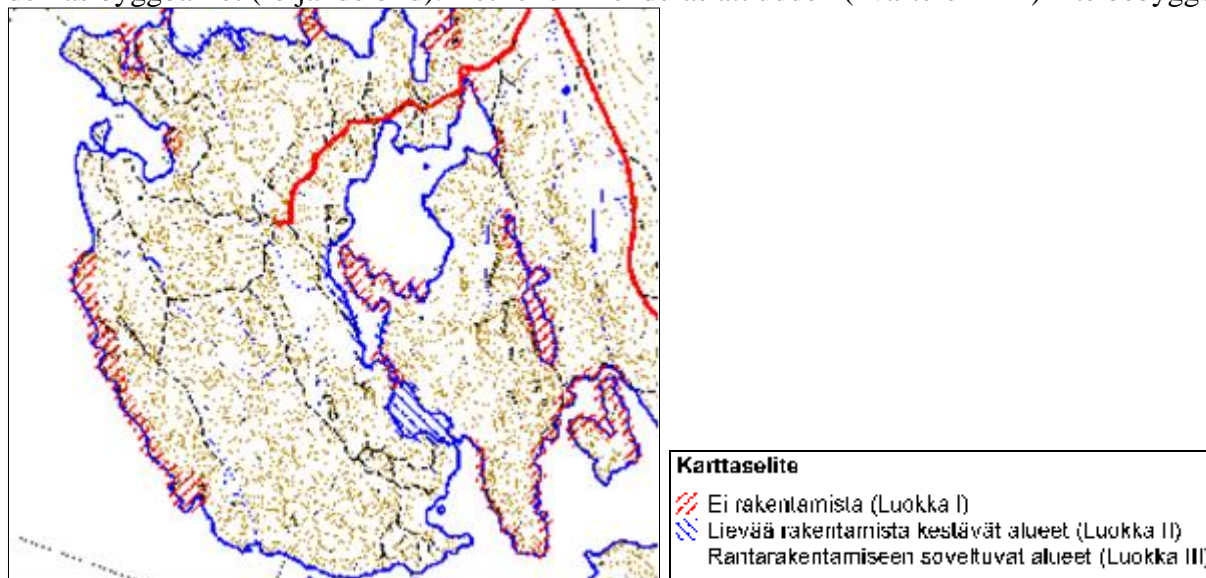 Karttaselite
Ei rakentamista (Luokka I)
Lievää rakentamista kestävät alueet (Luokka II)
Rantarakentamiseen soveltuvat alueet (Luokka III)